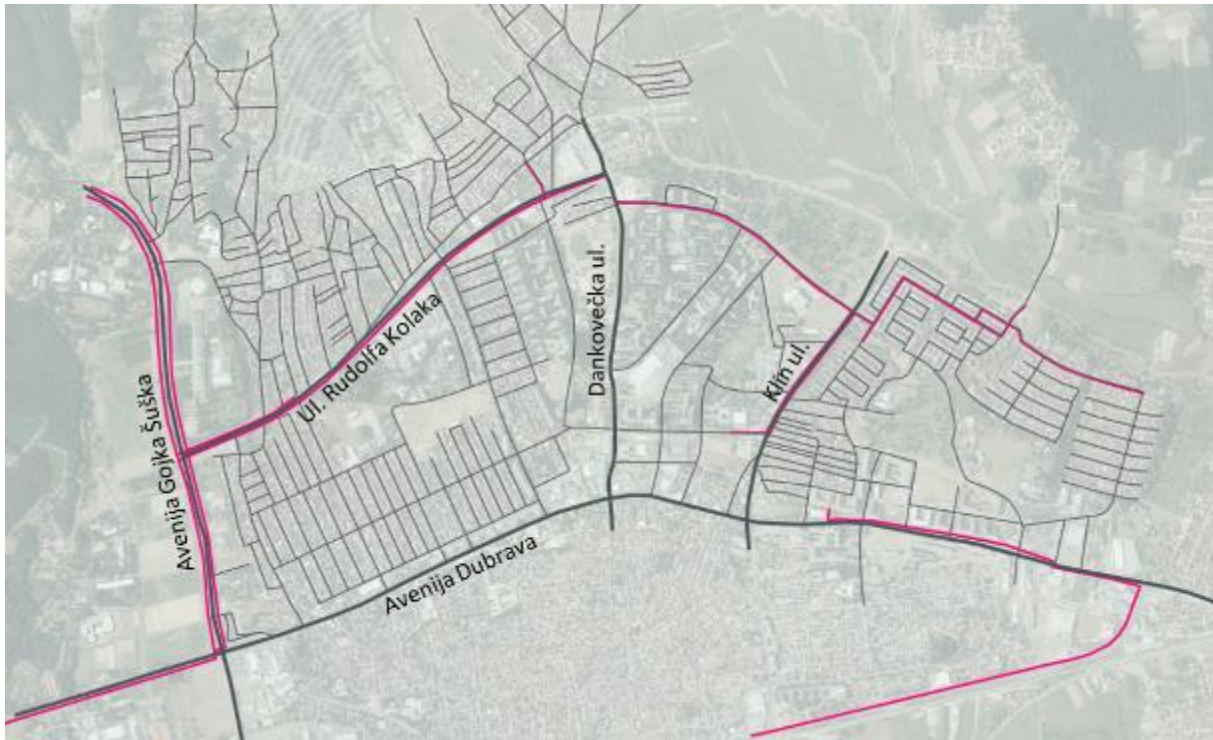 Avenija Gojka Šuška
Ul. Rudolfa Kolaka
Avenija Dubrava
Dankovečka ul.
Klin ul.